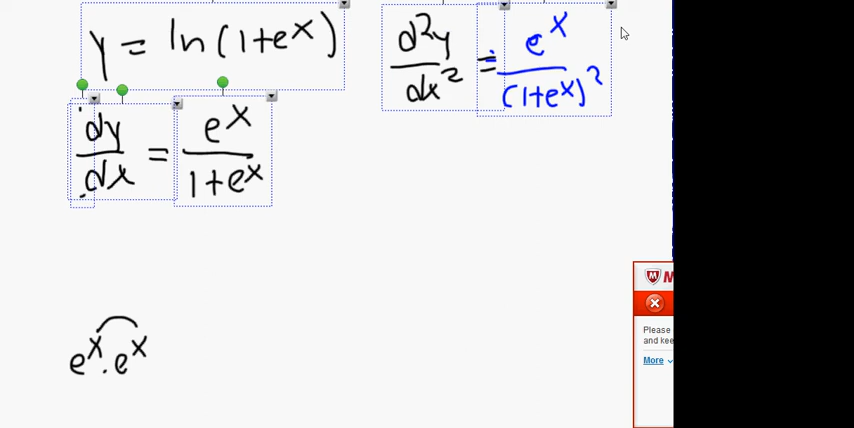 y = ln(1+e^x)
dy/dx = e^x/(1+e^x)
d²y/dx² = e^x/(1+e^x)²
e^x . e^x
M
Please
and kee
More